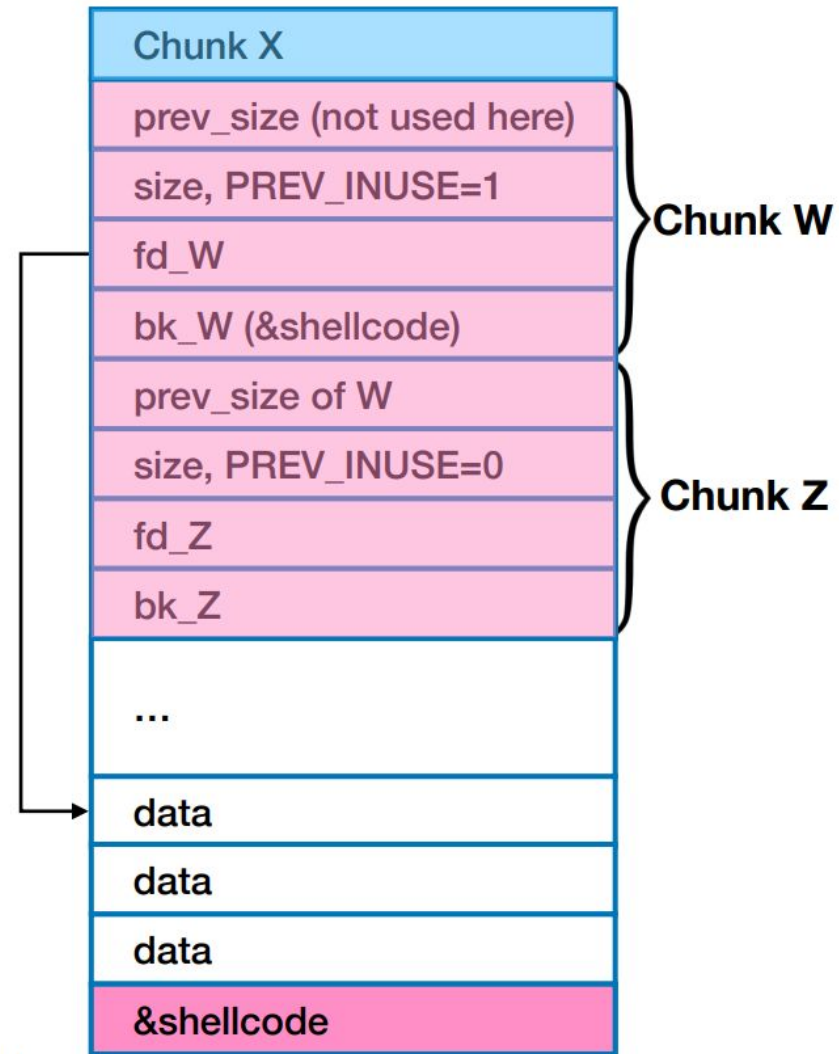 Chunk X
prev_size (not used here)
size, PREV_INUSE=1
fd_W
bk_W (&shellcode)
Chunk W
prev_size of W
size, PREV_INUSE=0
fd_Z
bk_Z
Chunk Z
...
data
data
data
&shellcode